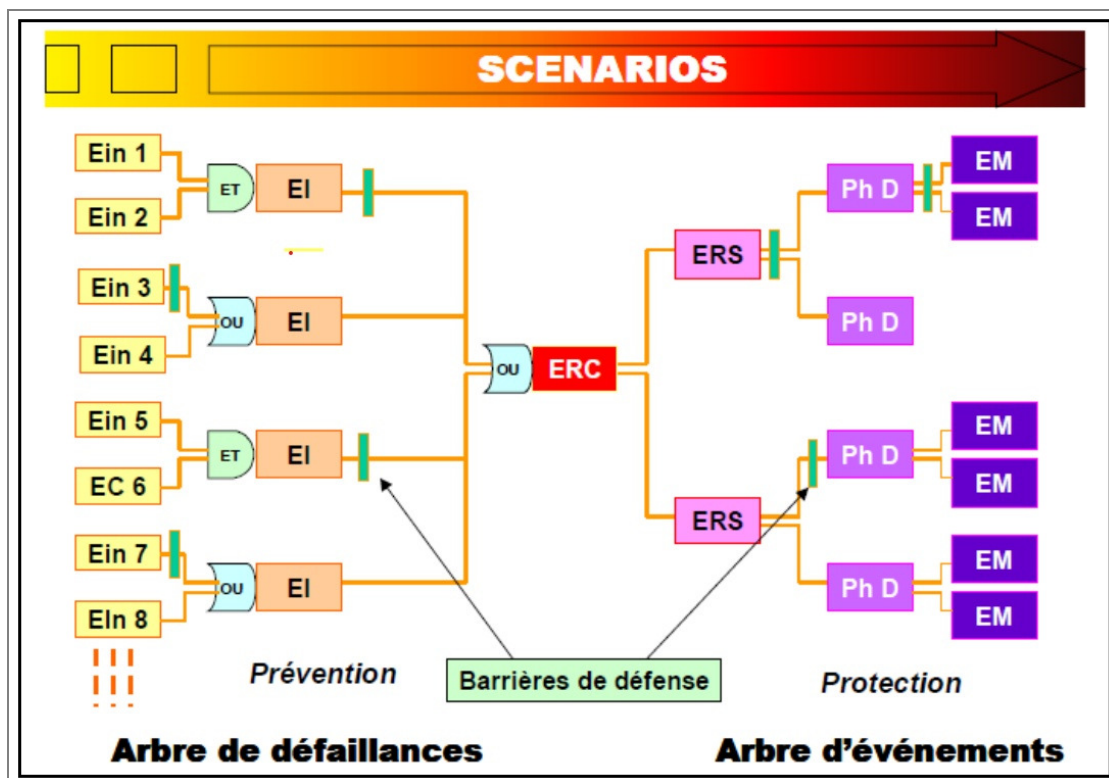 SCENARIOS
Ein 1
Ein 2
ET
EI
Ein 3
Ein 4
OU
EI
Ein 5
EC 6
ET
EI
Ein 7
EIn 8
OU
EI
OU
ERC
ERS
ERS
Ph D
Ph D
Ph D
Ph D
EM
EM
EM
EM
EM
EM
Prévention
Barrières de défense
Protection
Arbre de défaillances
Arbre d'événements